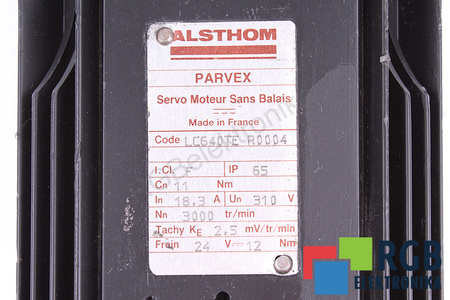 ALSTHOM
PARVEX
Servo Moteur Sans Balais
Made in France
Code LC640TE R0004
I.Cl. F IP 65
Cn 11 Nm
In 18,3 A Un 310 V
Nn 3000 tr/min
Tachy KE 2,5 mV/tr/min
Frein 24 V 12 Nm
RGB
ELEKTRONIKA